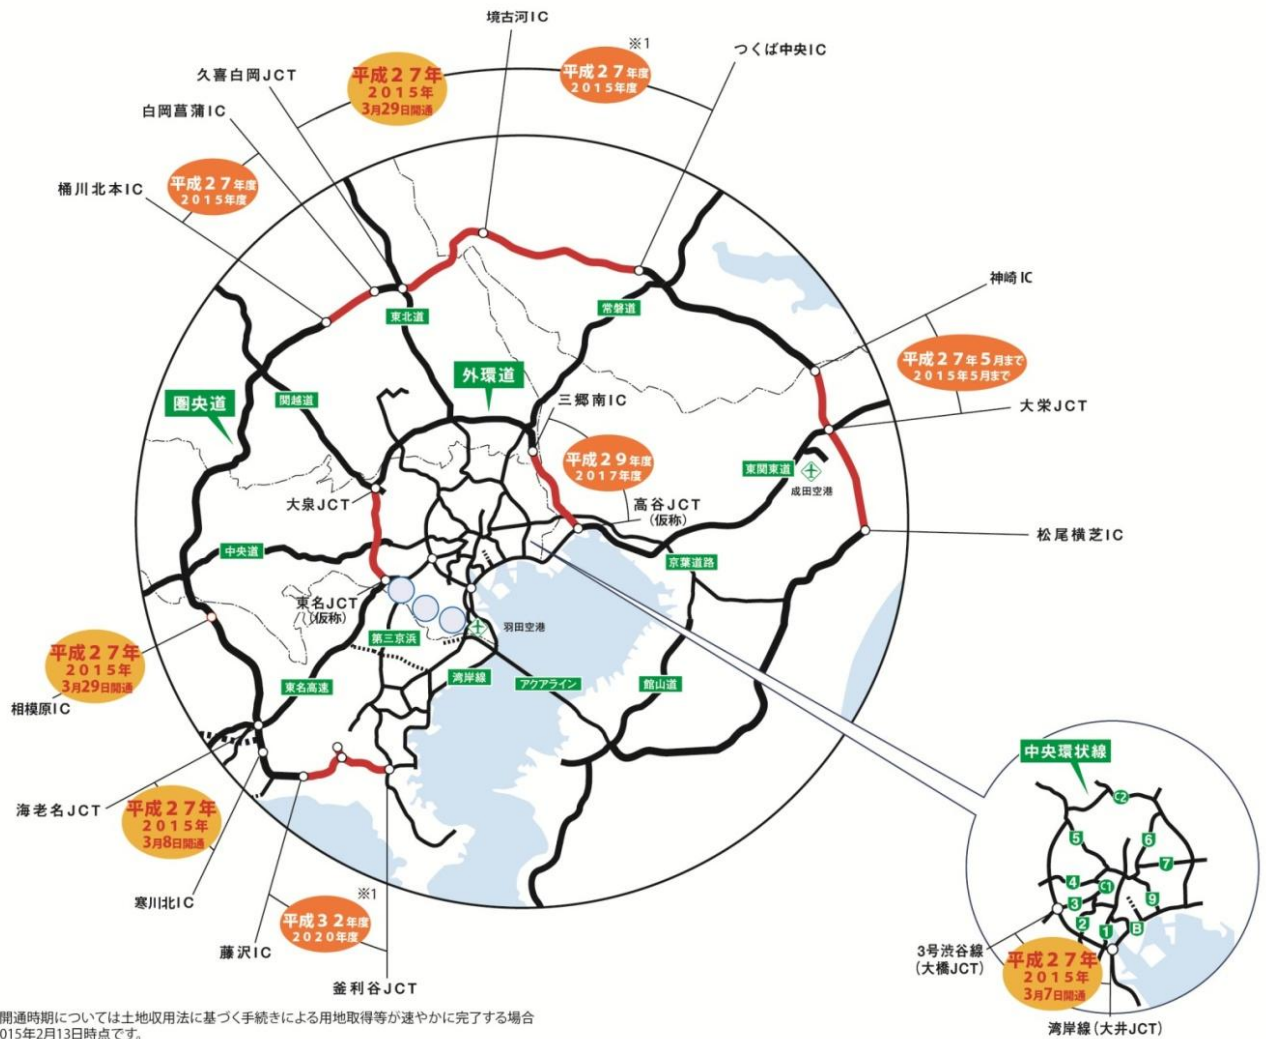 境古河IC
※1
つくば中央IC
久喜白岡JCT
平成27年
2015年
3月29日開通
平成27年度
2015年度
白岡菖蒲IC
桶川北本IC
平成27年度
2015年度
神崎IC
東北道
常磐道
平成27年5月まで
2015年5月まで
外環道
圏央道
関越道
三郷南IC
大栄JCT
平成29年度
2017年度
東関東道
成田空港
大泉JCT
高谷JCT
(仮称)
松尾横芝IC
中央道
京葉道路
東名JCT
(仮称)
第三京浜
羽田空港
平成27年
2015年
3月29日開通
相模原IC
東名高速
湾岸線
アクアライン
館山道
中央環状線
C2
5
6
7
4
C1
3
9
2
1
B
海老名JCT
平成27年
2015年
3月8日開通
寒川北IC
※1
平成32年度
2020年度
藤沢IC
釜利谷JCT
3号渋谷線
(大橋JCT)
平成27年
2015年
3月7日開通
湾岸線(大井JCT)
開通時期については土地収用法に基づく手続きによる用地取得等が速やかに完了する場合
015年2月13日時点です。